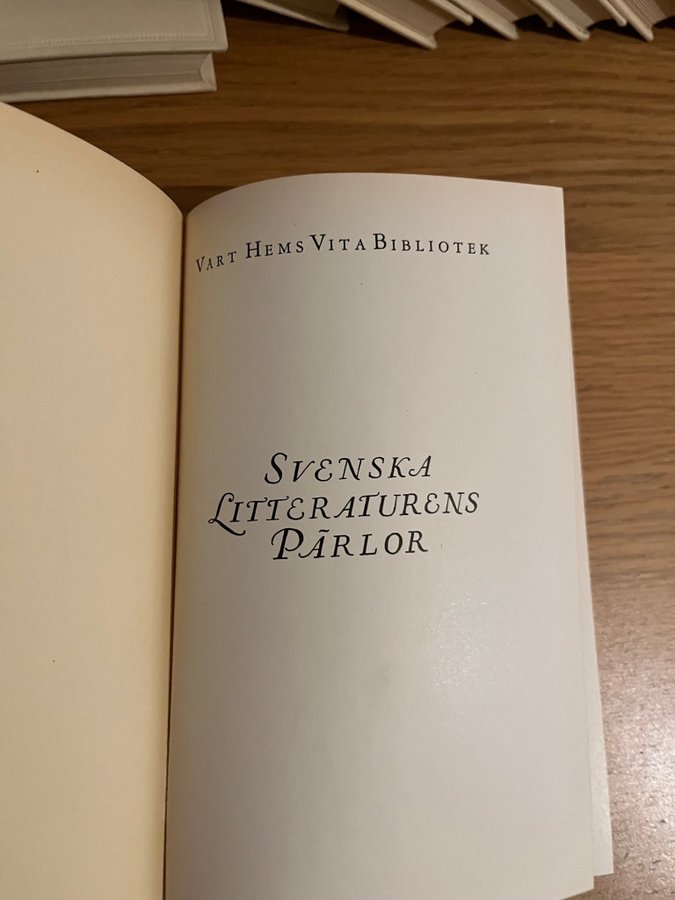 VART HEMS VITA BIBLIOTEK
SVENSKA
LITTERATURENS
PÄRLOR